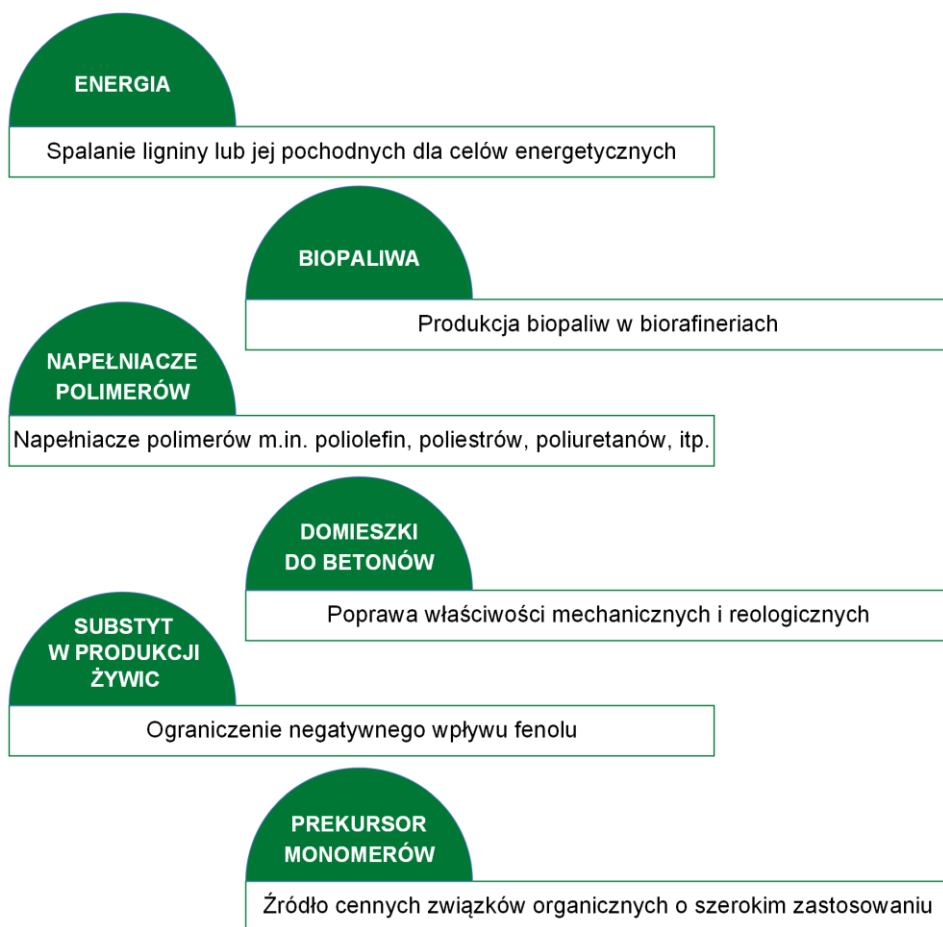 ENERGIA
Spalanie ligniny lub jej pochodnych dla celów energetycznych
BIOPALIWA
Produkcja biopaliw w biorafineriach
NAPEŁNIACZE
POLIMERÓW
Napełniacze polimerów m.in. poliolefin, poliestrów, poliuretanów, itp.
DOMIESZKI
DO BETONÓW
Poprawa właściwości mechanicznych i reologicznych
SUBSTYT
W PRODUKCJI
ŻYWIC
Ograniczenie negatywnego wpływu fenolu
PREKURSOR
MONOMERÓW
Źródło cennych związków organicznych o szerokim zastosowaniu